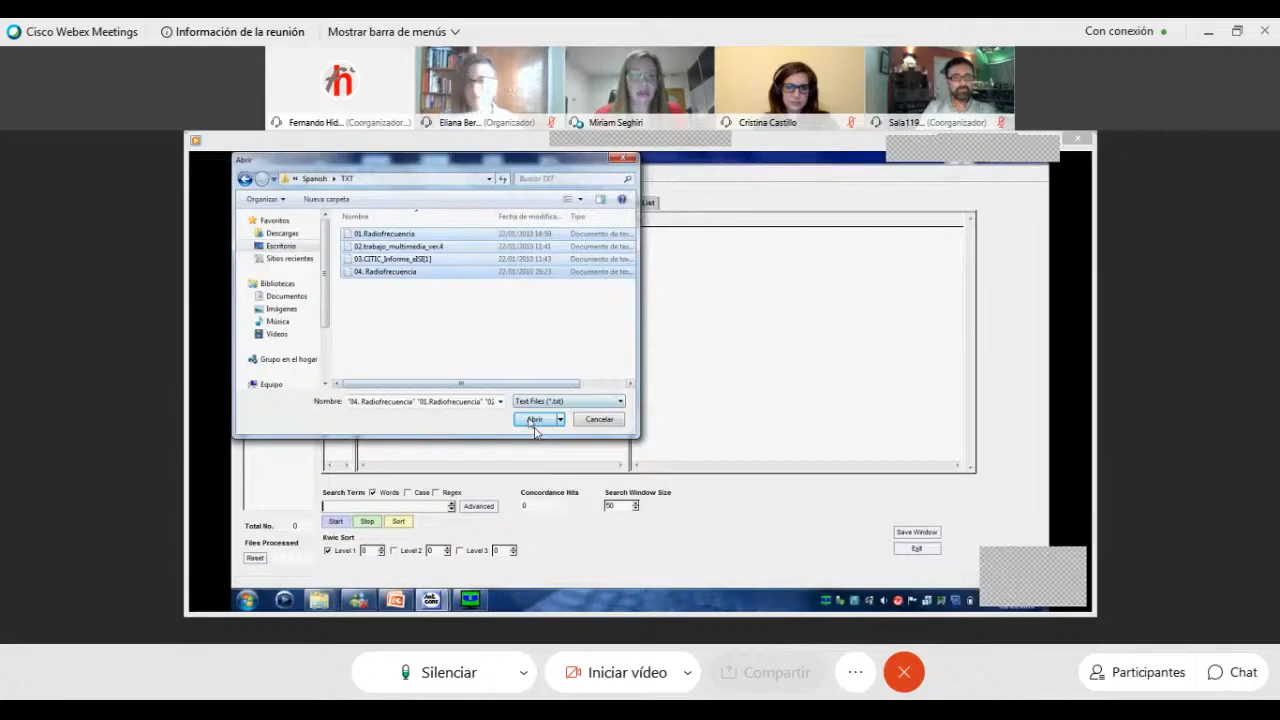 Cisco Webex Meetings
Información de la reunión
Mostrar barra de menús
Con conexión
h
Fernando Hid... (Coorganizador...
Eliana Ber... (Organizador)
Miriam Seghiri
Cristina Castillo
Sala119... (Coorganizador)
Abrir
« Spanish TXT
Buscar TXT
Organizar
Nueva carpeta
List
Favoritos
Descargas
Escritorio
Sitios recientes
Bibliotecas
Documentos
Imágenes
Música
Vídeos
Grupo en el hogar
Equipo
Nombre
Fecha de modifica...
Tipo
01.Radiofrecuencia 22/01/2010 18:59 Documento de tex...
02.trabajo_multimedia_ver.4 22/01/2010 11:41 Documento de tex...
03.CITIC_Informe_eISE[1] 22/01/2010 11:43 Documento de tex...
04. Radiofrecuencia 22/01/2010 20:23 Documento de tex...
Nombre: "04. Radiofrecuencia" "01.Radiofrecuencia" "02
Text Files (*.txt)
Abrir
Cancelar
Search Term Words Case Regex
Concordance Hits
0
Search Window Size
50
Advanced
Start
Stop
Sort
Total No. 0
Files Processed
Reset
Kwic Sort
Level 1 0 Level 2 0 Level 3 0
Save Window
Exit
Silenciar
Iniciar vídeo
Compartir
Participantes
Chat